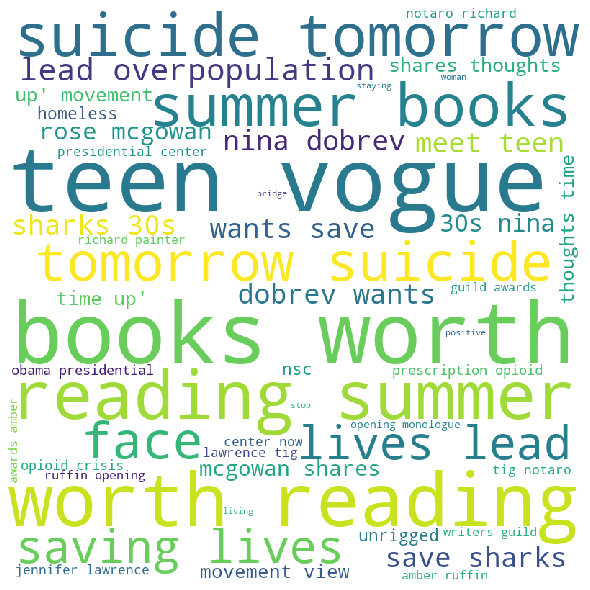 notaro richard
suicide tomorrow
lead overpopulation
shares thoughts
woman
staying
up' movement
summer books
homeless
rose mcgowan
nina dobrev
meet teen
presidential center
teen vogue
thoughts time
bridge
sharks 30s
wants save
30s nina
richard painter
tomorrow suicide
time up'
dobrev wants
guild awards
books worth
positive
obama presidential
nsc
prescription opioid
reading summer
stop
awards amber
face
opening monologue
center now
lives lead
lawrence tig
opioid crisis
mcgowan shares
tig notaro
ruffin opening
worth reading
living
saving lives
unrigged
writers guild
save sharks
jennifer lawrence
movement view
amber ruffin